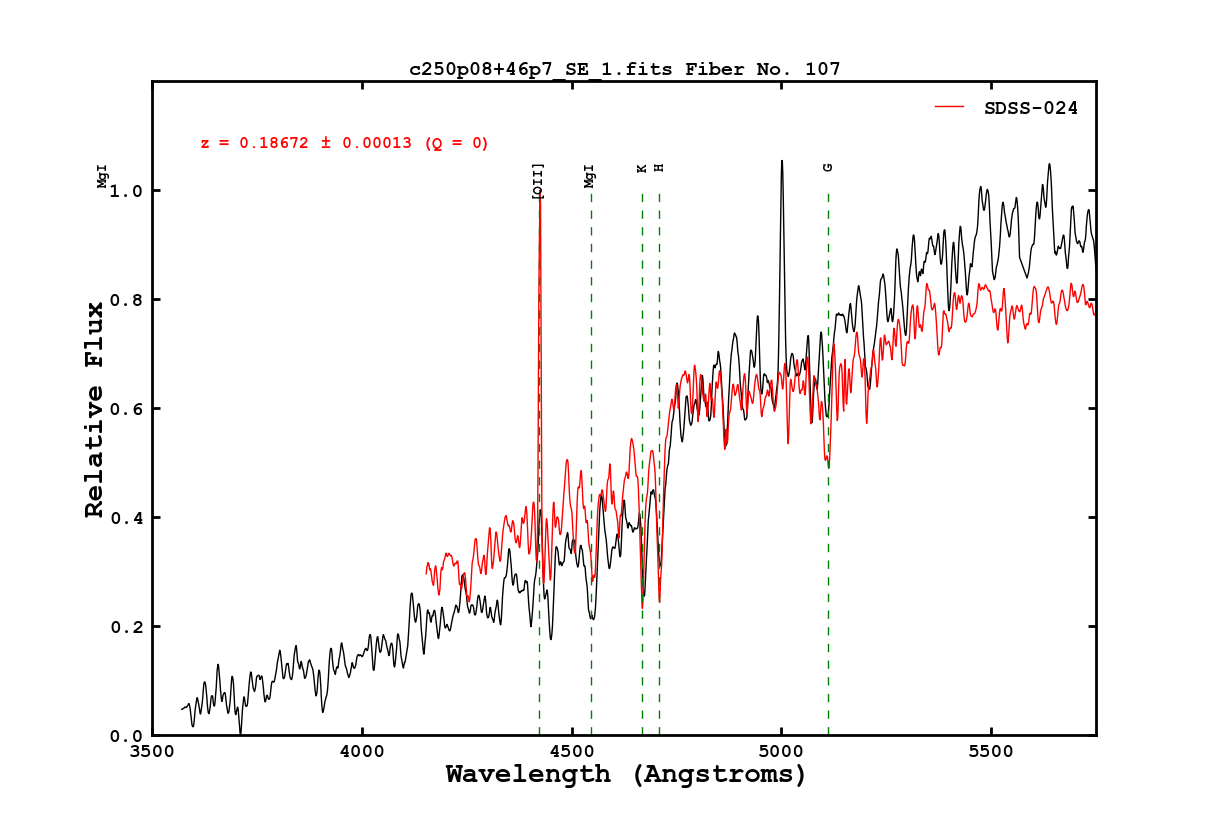 c250p08+46p7_SE_1.fits Fiber No. 107
SDSS-024
z = 0.18672 ± 0.00013 (Q = 0)
MgI
[OII]
MgI
K
H
G
1.0
0.8
0.6
0.4
0.2
0.0
Relative Flux
3500
4000
4500
5000
5500
Wavelength (Angstroms)